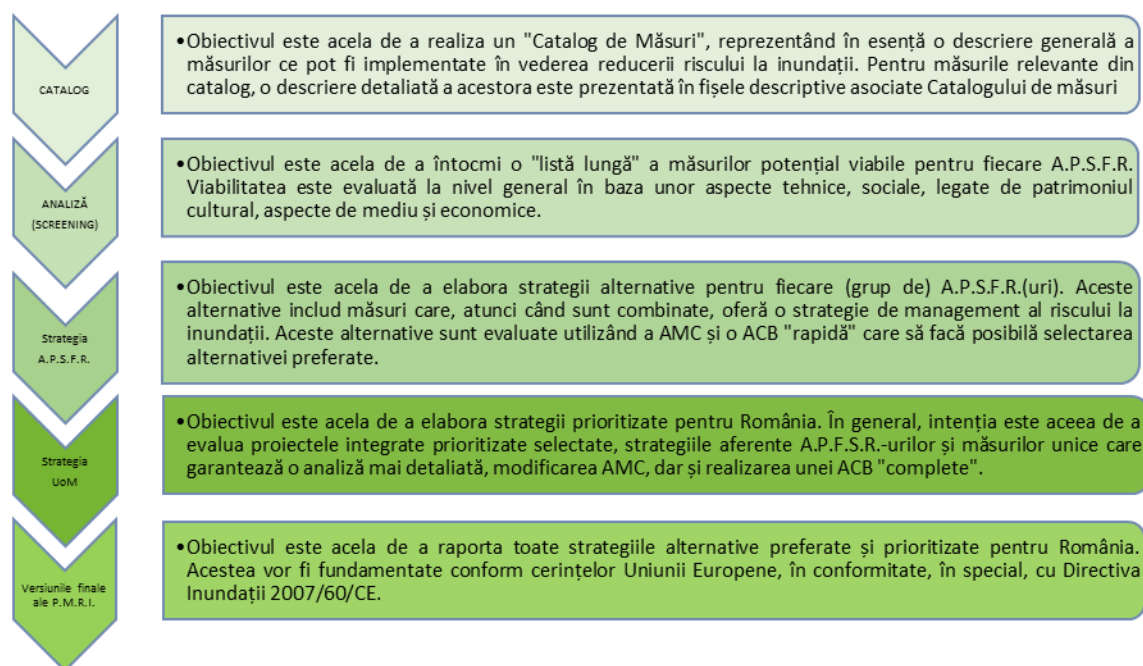 CATALOG
•Obiectivul este acela de a realiza un "Catalog de Măsuri", reprezentând în esență o descriere generală a
măsurilor ce pot fi implementate în vederea reducerii riscului la inundații. Pentru măsurile relevante din
catalog, o descriere detaliată a acestora este prezentată în fișele descriptive asociate Catalogului de măsuri
ANALIZĂ
(SCREENING)
•Obiectivul este acela de a întocmi o "listă lungă" a măsurilor potențial viabile pentru fiecare A.P.S.F.R.
Viabilitatea este evaluată la nivel general în baza unor aspecte tehnice, sociale, legate de patrimoniul
cultural, aspecte de mediu și economice.
Strategia
A.P.S.F.R.
•Obiectivul este acela de a elabora strategii alternative pentru fiecare (grup de) A.P.S.F.R.(uri). Aceste
alternative includ măsuri care, atunci când sunt combinate, oferă o strategie de management al riscului la
inundații. Aceste alternative sunt evaluate utilizând a AMC și o ACB "rapidă" care să facă posibilă selectarea
alternativei preferate.
Strategia
UoM
•Obiectivul este acela de a elabora strategii prioritizate pentru România. În general, intenția este aceea de a
evalua proiectele integrate prioritizate selectate, strategiile aferente A.P.F.S.R.-urilor și măsurilor unice care
garantează o analiză mai detaliată, modificarea AMC, dar și realizarea unei ACB "complete".
Versiunile finale
ale P.M.R.I.
•Obiectivul este acela de a raporta toate strategiile alternative preferate și prioritizate pentru România.
Acestea vor fi fundamentate conform cerințelor Uniunii Europene, în conformitate, în special, cu Directiva
Inundații 2007/60/CE.